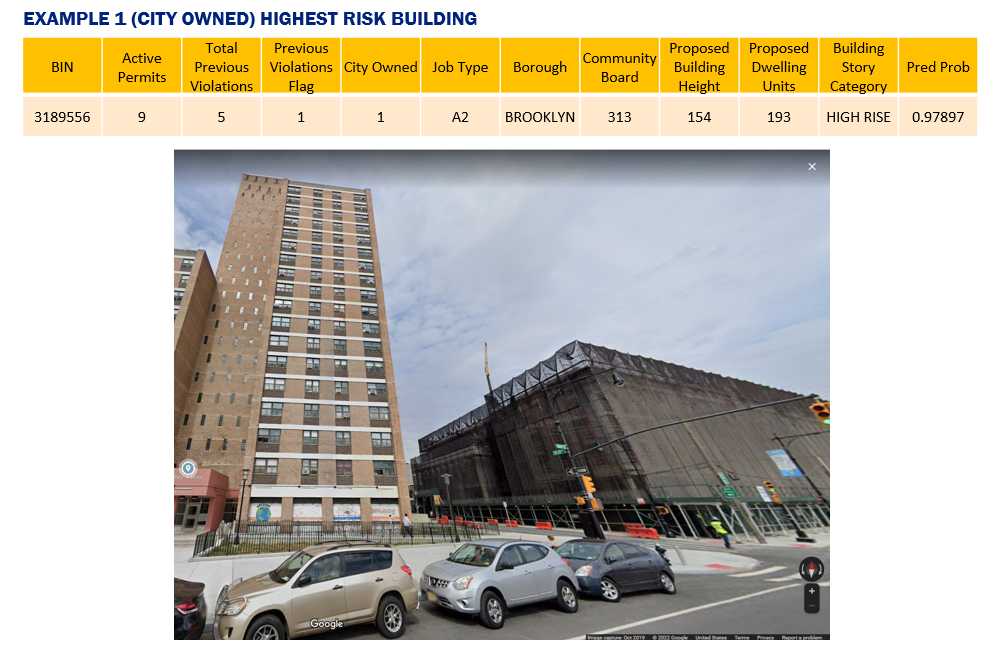 EXAMPLE 1 (CITY OWNED) HIGHEST RISK BUILDING
BIN
Active
Permits
Total
Previous
Violations
Previous
Violations
Flag
City Owned
Job Type
Borough
Community
Board
Proposed
Building
Height
Proposed
Dwelling
Units
Building
Story
Category
Pred Prob
3189556 9 5 1 1 A2 BROOKLYN 313 154 193 HIGH RISE 0.97897
Google
Image capture: Oct 2019 © 2022 Google United States Terms Privacy Report a problem